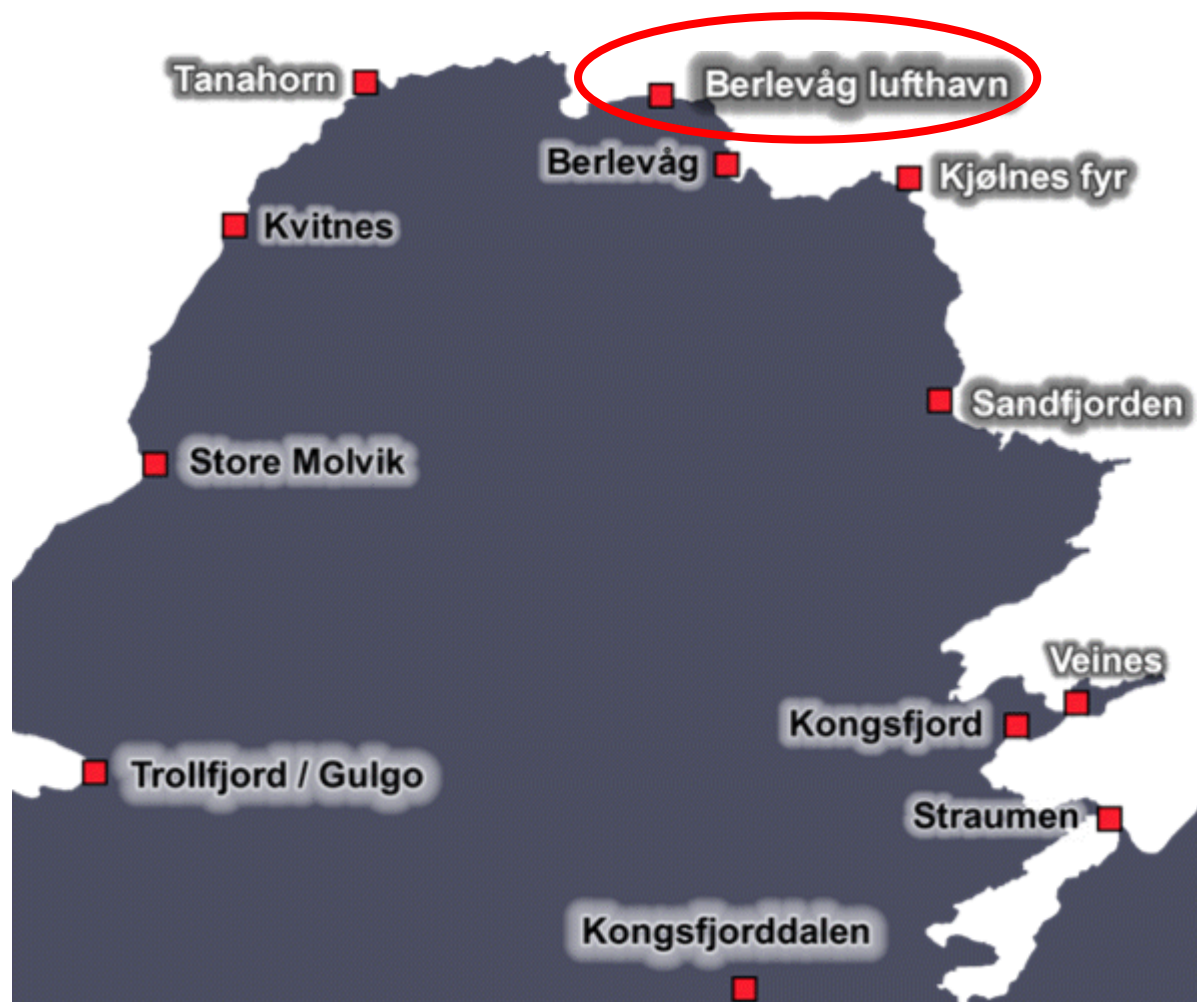 Tanahorn
Berlevåg lufthavn
Berlevåg
Kjølnes fyr
Kvitnes
Sandfjorden
Store Molvik
Veines
Kongsfjord
Trollfjord / Gulgo
Straumen
Kongsfjorddalen